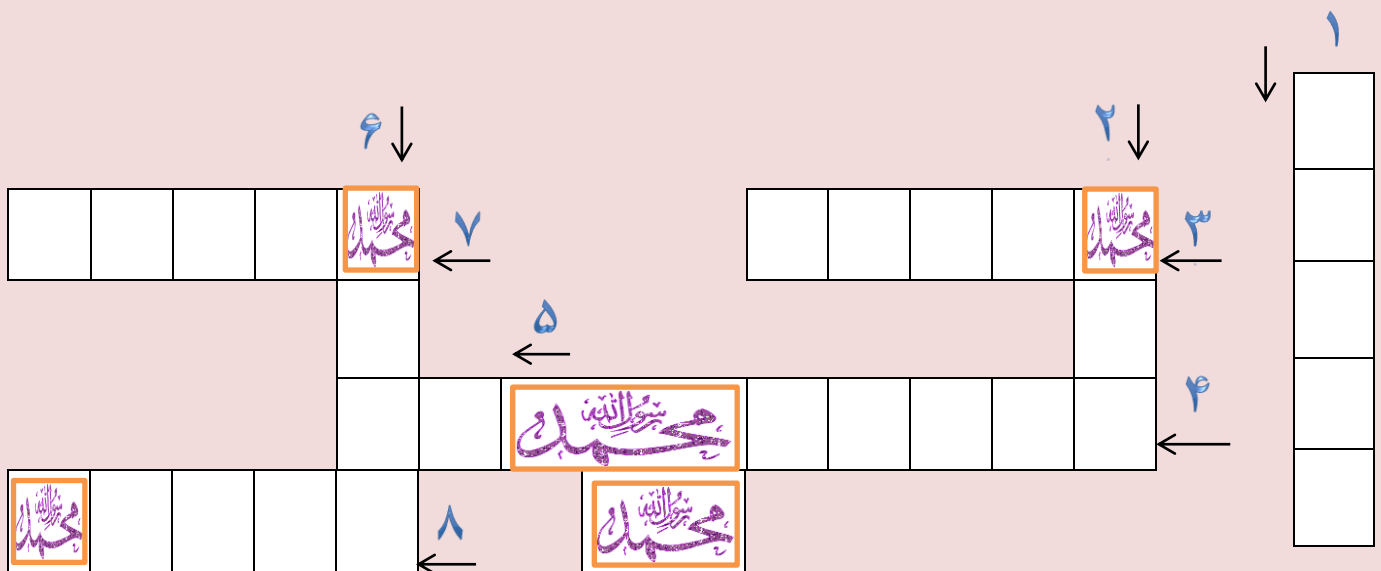 ۱
۲
۶
محمد رسول الله
۳
محمد رسول الله
۷
۵
۴
محمد رسول الله
۸
محمد رسول الله
محمد رسول الله